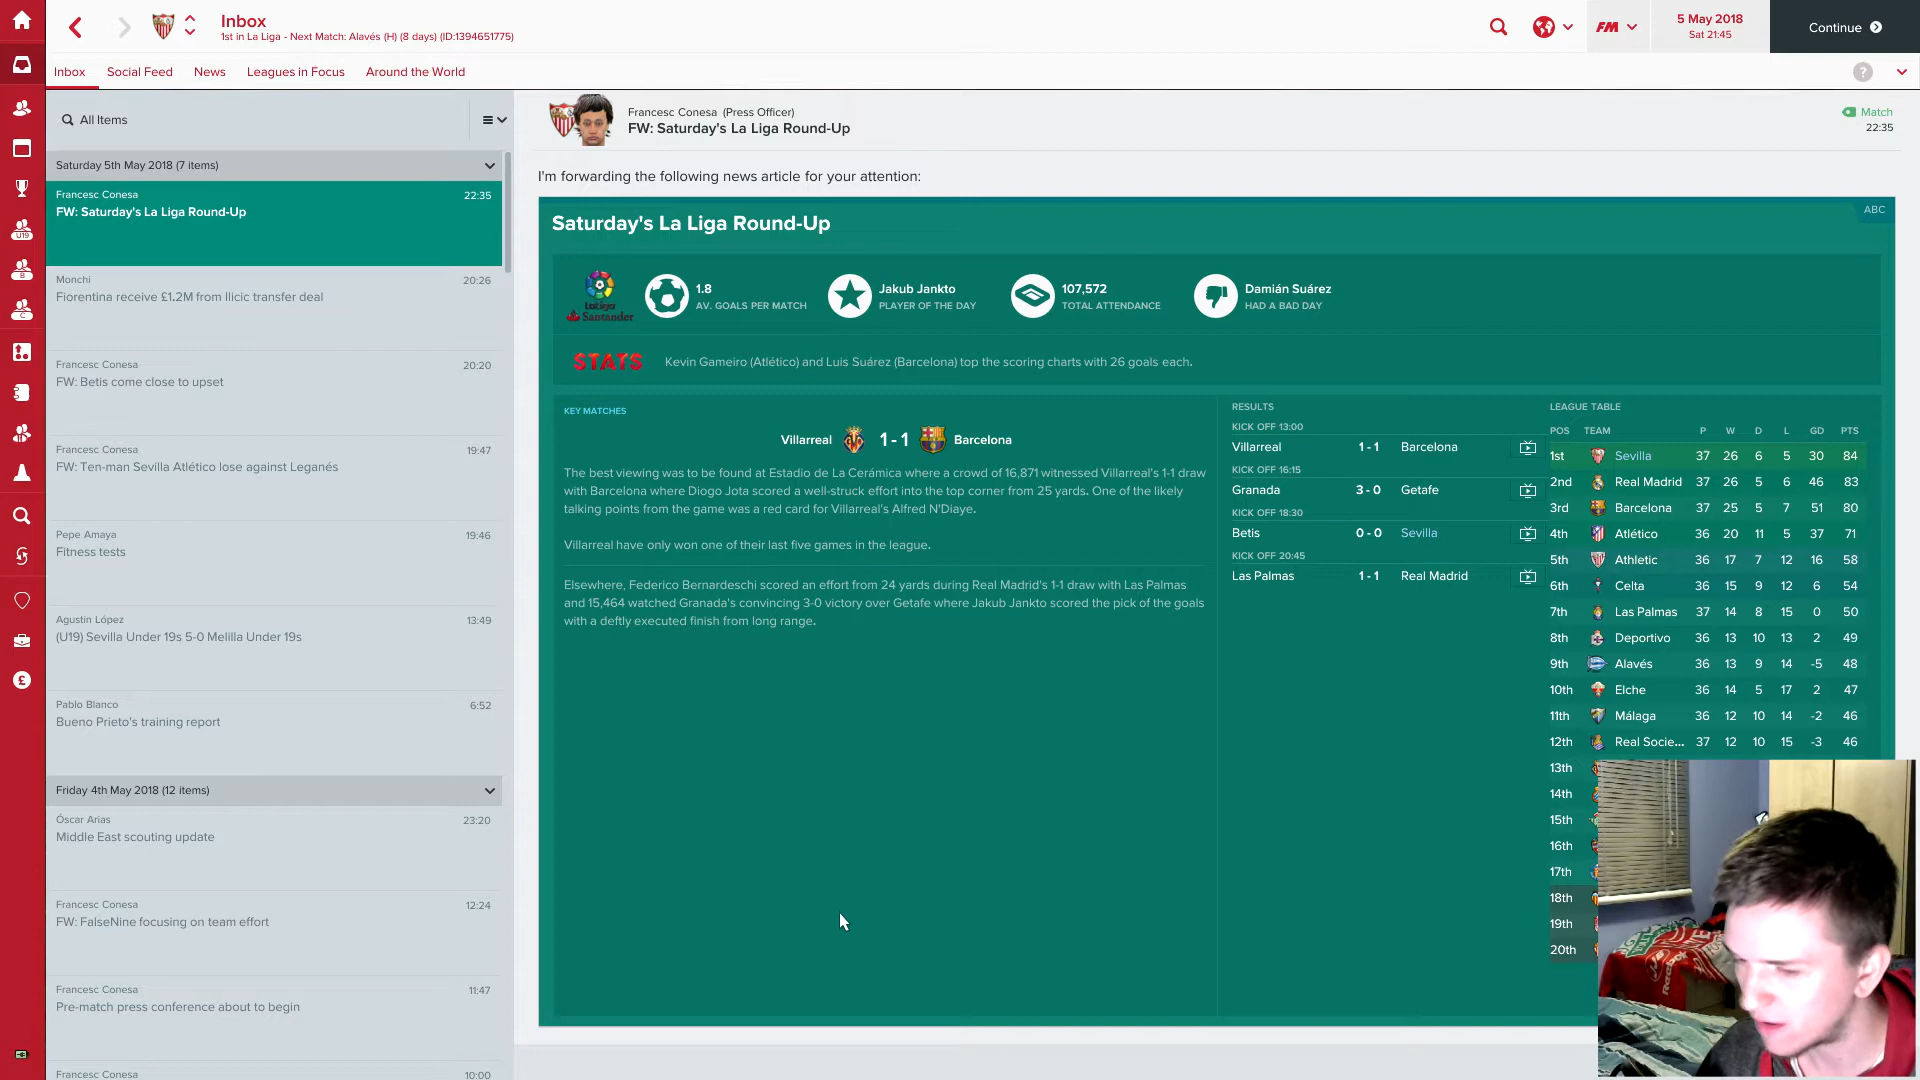 Inbox
1st in La Liga - Next Match: Alavés (H) (8 days) (ID:1394651775)
FM
5 May 2018
Sat 21:45
Continue
Inbox Social Feed News Leagues in Focus Around the World
?
All Items
Saturday 5th May 2018 (7 items)
Francesc Conesa 22:35
FW: Saturday's La Liga Round-Up
Monchi 20:26
Fiorentina receive £1.2M from Ilicic transfer deal
Francesc Conesa 20:20
FW: Betis come close to upset
Francesc Conesa 19:47
FW: Ten-man Sevilla Atlético lose against Leganés
Pepe Amaya 19:46
Fitness tests
Agustín López 13:49
(U19) Sevilla Under 19s 5-0 Melilla Under 19s
Pablo Blanco 6:52
Bueno Prieto's training report
Friday 4th May 2018 (12 items)
Óscar Arias 23:20
Middle East scouting update
Francesc Conesa 12:24
FW: FalseNine focusing on team effort
Francesc Conesa 11:47
Pre-match press conference about to begin
Francesc Conesa 10:00
U19
B
C
£
Francesc Conesa (Press Officer)
FW: Saturday's La Liga Round-Up
Match
22:35
I'm forwarding the following news article for your attention:
Saturday's La Liga Round-Up
ABC
LaLiga
Santander
1.8
AV. GOALS PER MATCH
Jakub Jankto
PLAYER OF THE DAY
107,572
TOTAL ATTENDANCE
Damián Suárez
HAD A BAD DAY
STATS
Kevin Gameiro (Atlético) and Luis Suárez (Barcelona) top the scoring charts with 26 goals each.
KEY MATCHES
Villarreal 1-1 Barcelona
The best viewing was to be found at Estadio de La Cerámica where a crowd of 16,871 witnessed Villarreal's 1-1 draw
with Barcelona where Diogo Jota scored a well-struck effort into the top corner from 25 yards. One of the likely
talking points from the game was a red card for Villarreal's Alfred N'Diaye.
Villarreal have only won one of their last five games in the league.
Elsewhere, Federico Bernardeschi scored an effort from 24 yards during Real Madrid's 1-1 draw with Las Palmas
and 15,464 watched Granada's convincing 3-0 victory over Getafe where Jakub Jankto scored the pick of the goals
with a deftly executed finish from long range.
RESULTS
KICK OFF 13:00
Villarreal 1 - 1 Barcelona
KICK OFF 16:15
Granada 3 - 0 Getafe
KICK OFF 18:30
Betis 0 - 0 Sevilla
KICK OFF 20:45
Las Palmas 1 - 1 Real Madrid
LEAGUE TABLE
POS TEAM P W D L GD PTS
1st Sevilla 37 26 6 5 30 84
2nd Real Madrid 37 26 5 6 46 83
3rd Barcelona 37 25 5 7 51 80
4th Atlético 36 20 11 5 37 71
5th Athletic 36 17 7 12 16 58
6th Celta 36 15 9 12 6 54
7th Las Palmas 37 14 8 15 0 50
8th Deportivo 36 13 10 13 2 49
9th Alavés 36 13 9 14 -5 48
10th Elche 36 14 5 17 2 47
11th Málaga 36 12 10 14 -2 46
12th Real Socie... 37 12 10 15 -3 46
13th
14th
15th
16th
17th
18th
19th
20th
Reebok